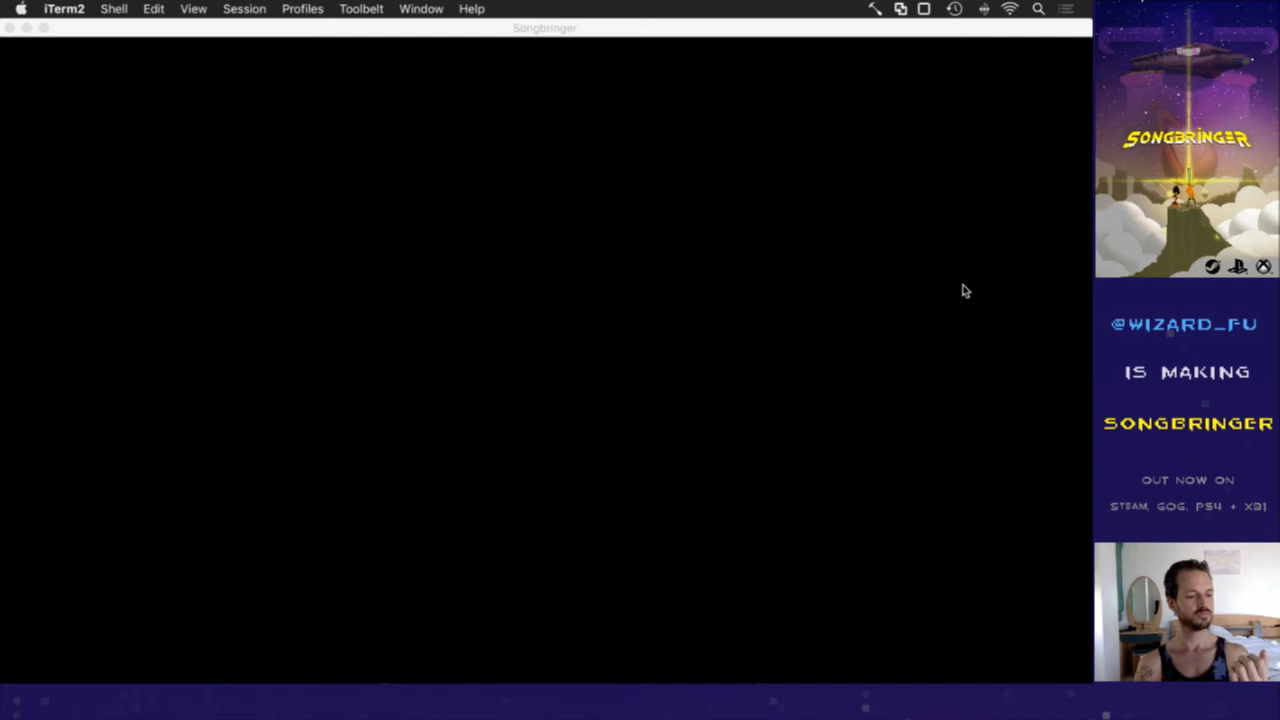 iTerm2 Shell Edit View Session Profiles Toolbelt Window Help
Songbringer
SONGBRINGER
@WIZARD_FU
IS MAKING
SONGBRINGER
OUT NOW ON
STEAM, GOG, PS4 + XB1